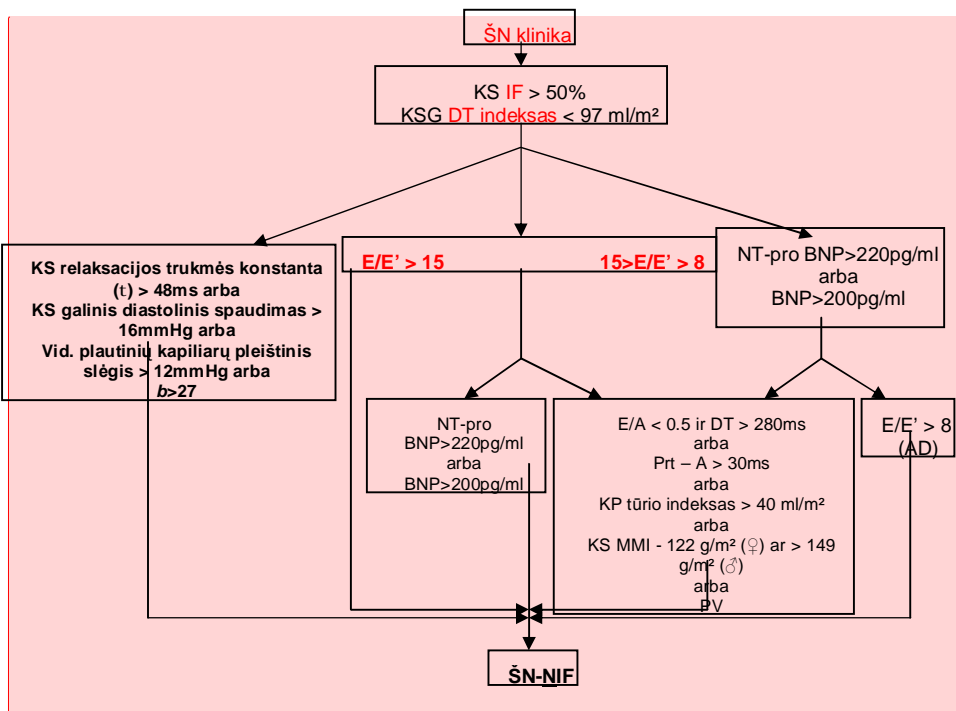 ŠN klinika
KS IF > 50%
KSG DT indeksas < 97 ml/m²
KS relaksacijos trukmės konstanta
(t) > 48ms arba
KS galinis diastolinis spaudimas >
16mmHg arba
Vid. plautinių kapiliarų pleištinis
slėgis > 12mmHg arba
b>27
E/E' > 15
15>E/E' > 8
NT-pro BNP>220pg/ml
arba
BNP>200pg/ml
NT-pro
BNP>220pg/ml
arba
BNP>200pg/ml
E/A < 0.5 ir DT > 280ms
arba
Prt – A > 30ms
arba
KP tūrio indeksas > 40 ml/m²
arba
KS MMI - 122 g/m² (♀) ar > 149
g/m² (♂)
arba
PV
E/E' > 8
(AD)
ŠN-NIF